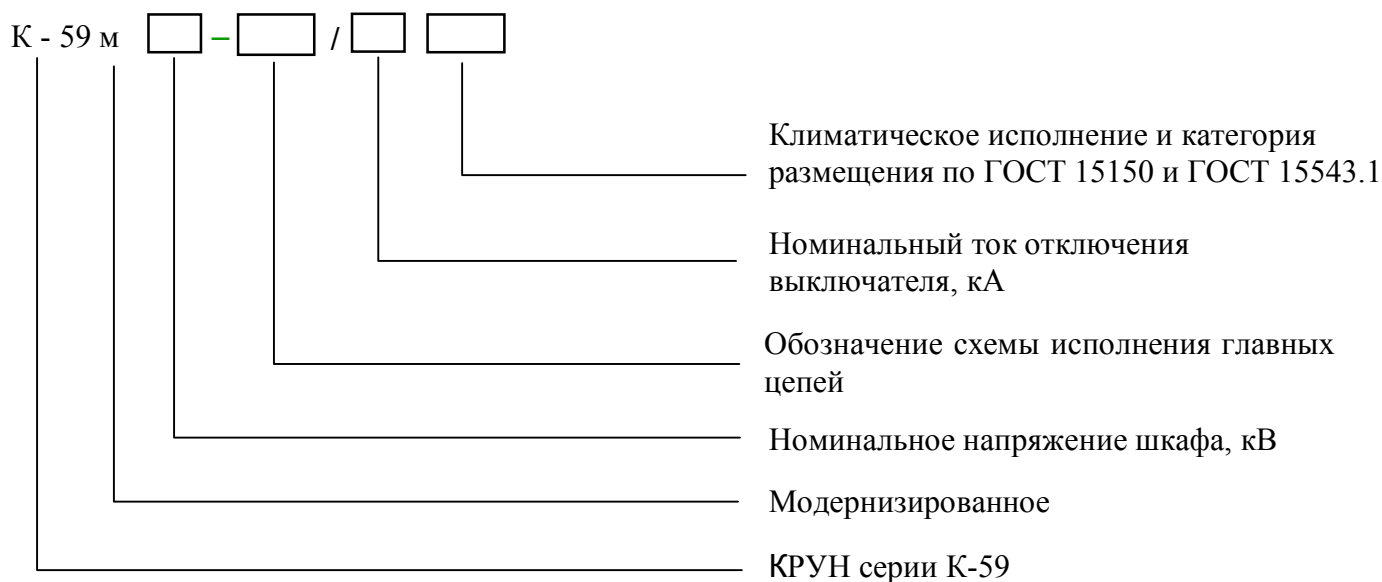 К - 59 м – /
Климатическое исполнение и категория
размещения по ГОСТ 15150 и ГОСТ 15543.1
Номинальный ток отключения
выключателя, кА
Обозначение схемы исполнения главных
цепей
Номинальное напряжение шкафа, кВ
Модернизированное
КРУН серии К-59